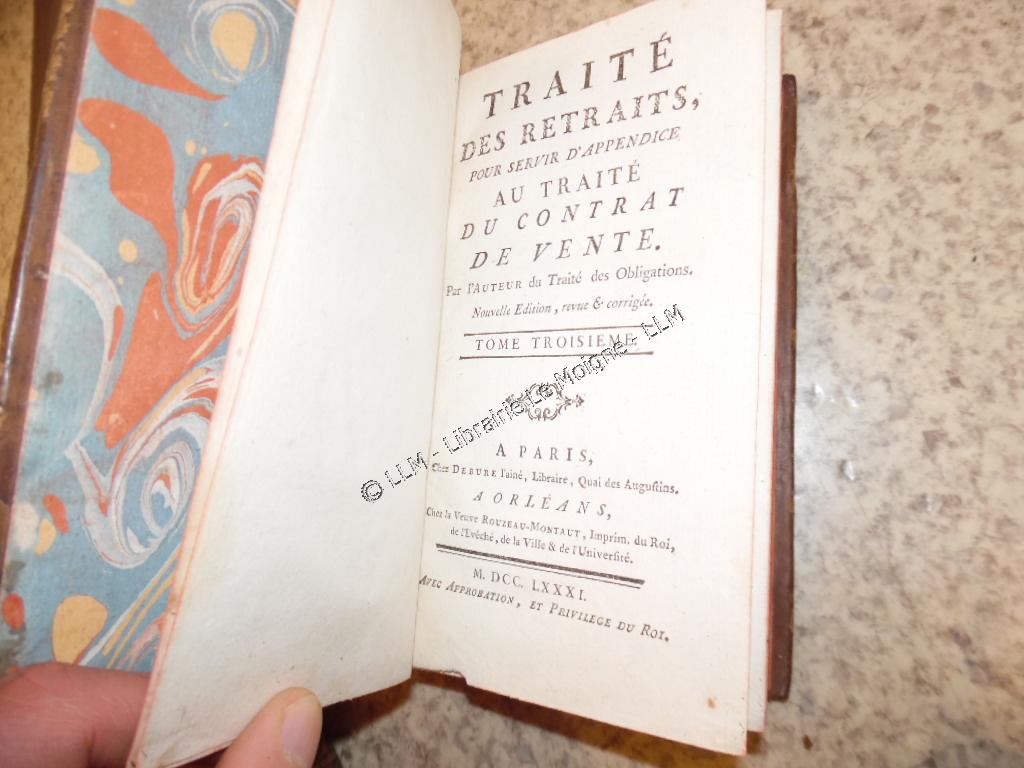 TRAITÉ
DES RETRAITS,
POUR SERVIR D'APPENDICE
AU TRAITÉ
DU CONTRAT
DE VENTE.
Par l'AUTEUR du Traité des Obligations.
Nouvelle Edition, revue & corrigée.
TOME TROISIEME.
© LLM - Librairie Le Moigne - LLM
A PARIS,
Chez DEBURE l'aîné, Libraire, Quai des Auguſtins.
A ORLÉANS,
Chez la Veuve ROUZEAU-MONTAUT, Imprim. du Roi,
de l'Evêché, de la Ville & de l'Univerſité.
M. DCC. LXXXI.
AVEC APPROBATION, ET PRIVILEGE DU ROI.